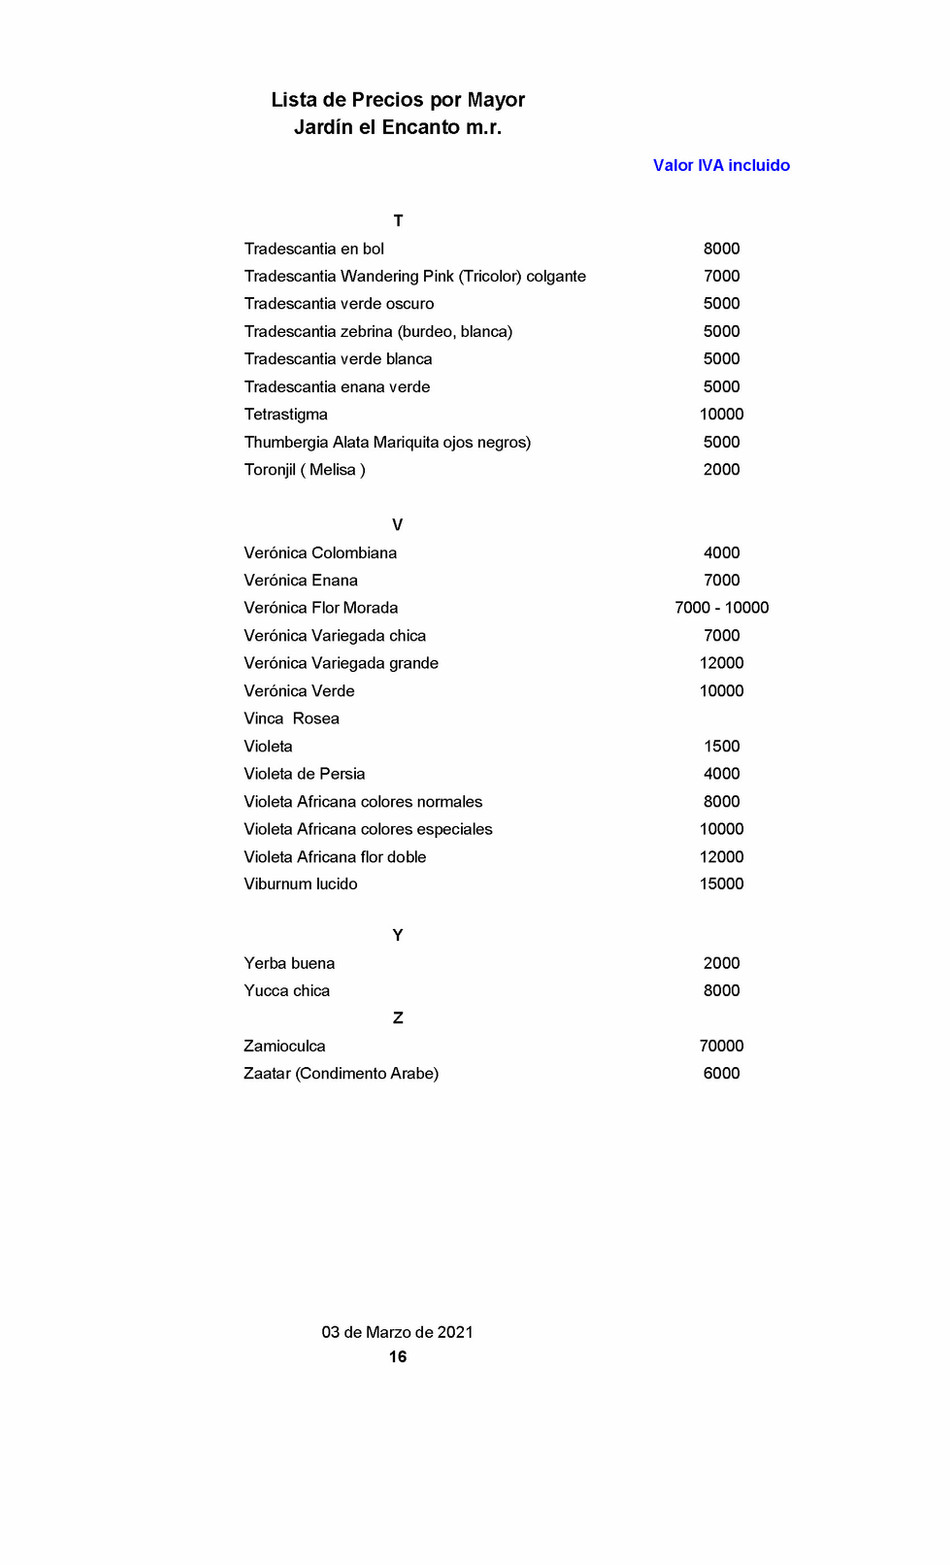 Lista de Precios por Mayor
Jardín el Encanto m.r.
Valor IVA incluido
T
Tradescantia en bol 8000
Tradescantia Wandering Pink (Tricolor) colgante 7000
Tradescantia verde oscuro 5000
Tradescantia zebrina (burdeo, blanca) 5000
Tradescantia verde blanca 5000
Tradescantia enana verde 5000
Tetrastigma 10000
Thumbergia Alata Mariquita ojos negros) 5000
Toronjil ( Melisa ) 2000
V
Verónica Colombiana 4000
Verónica Enana 7000
Verónica Flor Morada 7000 - 10000
Verónica Variegada chica 7000
Verónica Variegada grande 12000
Verónica Verde 10000
Vinca  Rosea
Violeta 1500
Violeta de Persia 4000
Violeta Africana colores normales 8000
Violeta Africana colores especiales 10000
Violeta Africana flor doble 12000
Viburnum lucido 15000
Y
Yerba buena 2000
Yucca chica 8000
Z
Zamioculca 70000
Zaatar (Condimento Arabe) 6000
03 de Marzo de 2021
16